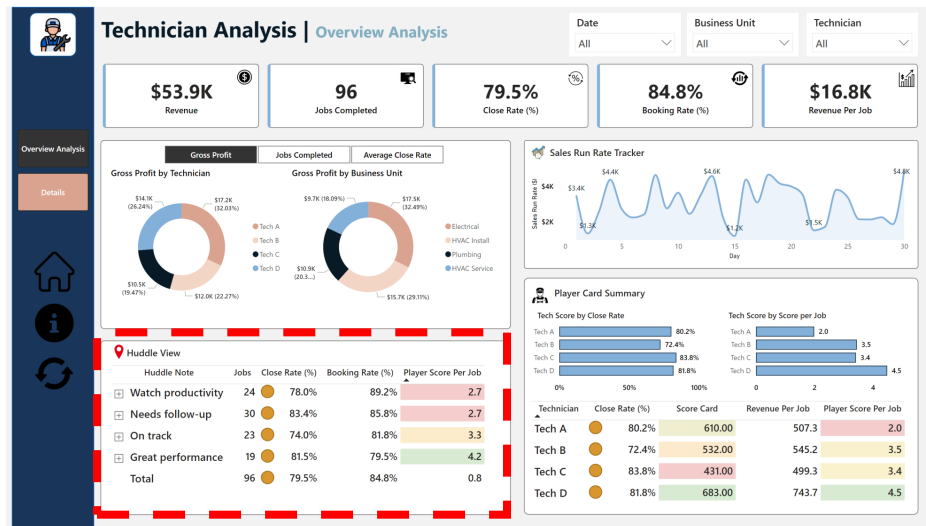 Technician Analysis | Overview Analysis
Date
All
Business Unit
All
Technician
All
$53.9K
Revenue
96
Jobs Completed
79.5%
Close Rate (%)
84.8%
Booking Rate (%)
$16.8K
Revenue Per Job
Overview Analysis
Details
Gross Profit Jobs Completed Average Close Rate
Gross Profit by Technician
$14.1K
(26.24%)
$17.2K
(32.03%)
$10.5K
(19.47%)
$12.0K (22.27%)
Tech A
Tech B
Tech C
Tech D
Gross Profit by Business Unit
$9.7K (18.09%)
$17.5K
(32.49%)
$10.9K
(20.3...)
$15.7K (29.11%)
Electrical
HVAC Install
Plumbing
HVAC Service
Sales Run Rate Tracker
Sales Run Rate ($)
$4K
$2K
$3.4K
$1.3K
$4.4K
$4.6K
$1.2K
$1.5K
$4.8K
0 5 10 15 20 25 30
Day
Huddle View
Huddle Note Jobs Close Rate (%) Booking Rate (%) Player Score Per Job
Watch productivity 24 78.0% 89.2% 2.7
Needs follow-up 30 83.4% 85.8% 2.7
On track 23 74.0% 81.8% 3.3
Great performance 19 81.5% 79.5% 4.2
Total 96 79.5% 84.8% 0.8
Player Card Summary
Tech Score by Close Rate
Tech A 80.2%
Tech B 72.4%
Tech C 83.8%
Tech D 81.8%
0% 50% 100%
Tech Score by Score per Job
Tech A 2.0
Tech B 3.5
Tech C 3.4
Tech D 4.5
0 2 4
Technician Close Rate (%) Score Card Revenue Per Job Player Score Per Job
Tech A 80.2% 610.00 507.3 2.0
Tech B 72.4% 532.00 545.2 3.5
Tech C 83.8% 431.00 499.3 3.4
Tech D 81.8% 683.00 743.7 4.5